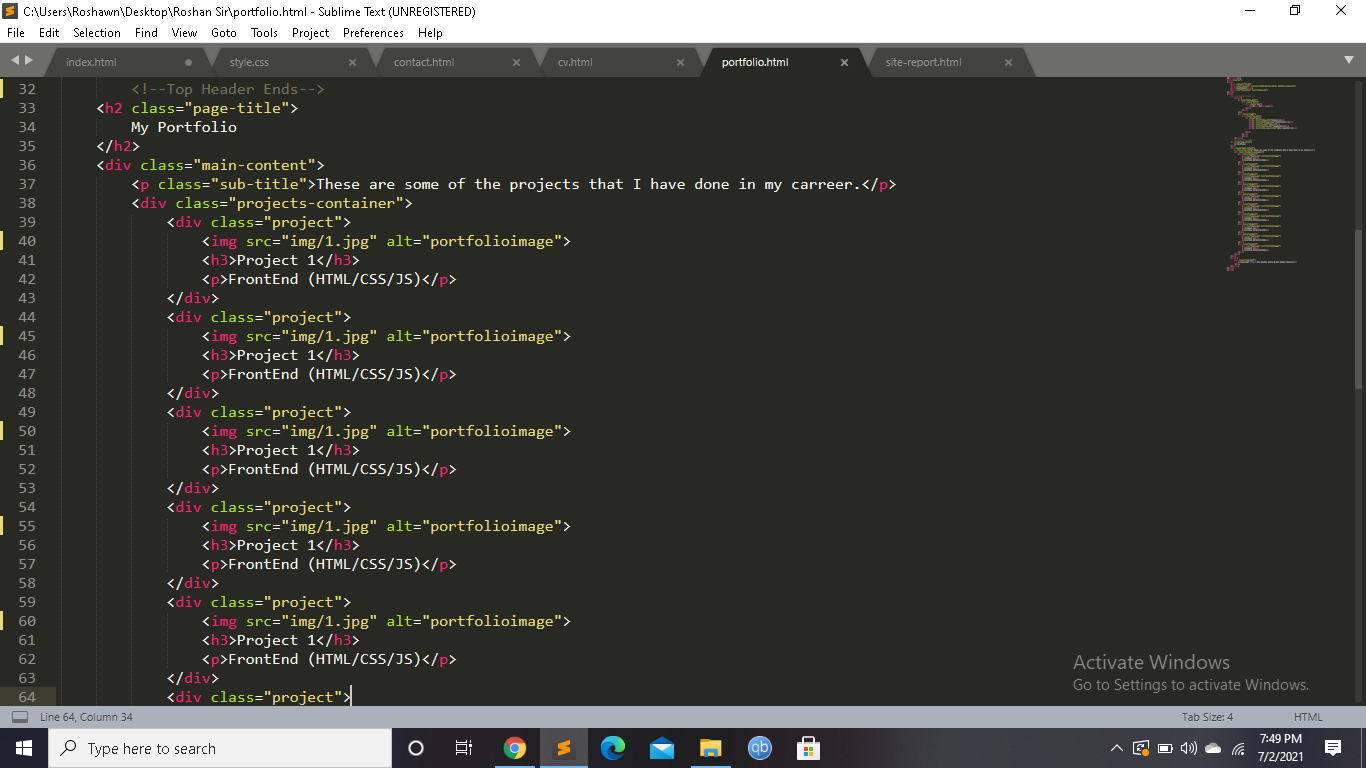 C:\Users\Roshawn\Desktop\Roshan Sir\portfolio.html - Sublime Text (UNREGISTERED)
File Edit Selection Find View Goto Tools Project Preferences Help
index.html style.css contact.html cv.html portfolio.html site-report.html
32 <!--Top Header Ends-->
33 <h2 class="page-title">
34 My Portfolio
35 </h2>
36 <div class="main-content">
37 <p class="sub-title">These are some of the projects that I have done in my carreer.</p>
38 <div class="projects-container">
39 <div class="project">
40 <img src="img/1.jpg" alt="portfolioimage">
41 <h3>Project 1</h3>
42 <p>FrontEnd (HTML/CSS/JS)</p>
43 </div>
44 <div class="project">
45 <img src="img/1.jpg" alt="portfolioimage">
46 <h3>Project 1</h3>
47 <p>FrontEnd (HTML/CSS/JS)</p>
48 </div>
49 <div class="project">
50 <img src="img/1.jpg" alt="portfolioimage">
51 <h3>Project 1</h3>
52 <p>FrontEnd (HTML/CSS/JS)</p>
53 </div>
54 <div class="project">
55 <img src="img/1.jpg" alt="portfolioimage">
56 <h3>Project 1</h3>
57 <p>FrontEnd (HTML/CSS/JS)</p>
58 </div>
59 <div class="project">
60 <img src="img/1.jpg" alt="portfolioimage">
61 <h3>Project 1</h3>
62 <p>FrontEnd (HTML/CSS/JS)</p>
63 </div>
64 <div class="project">
Activate Windows
Go to Settings to activate Windows.
Line 64, Column 34 Tab Size: 4 HTML
Type here to search
qb
7:49 PM
7/2/2021